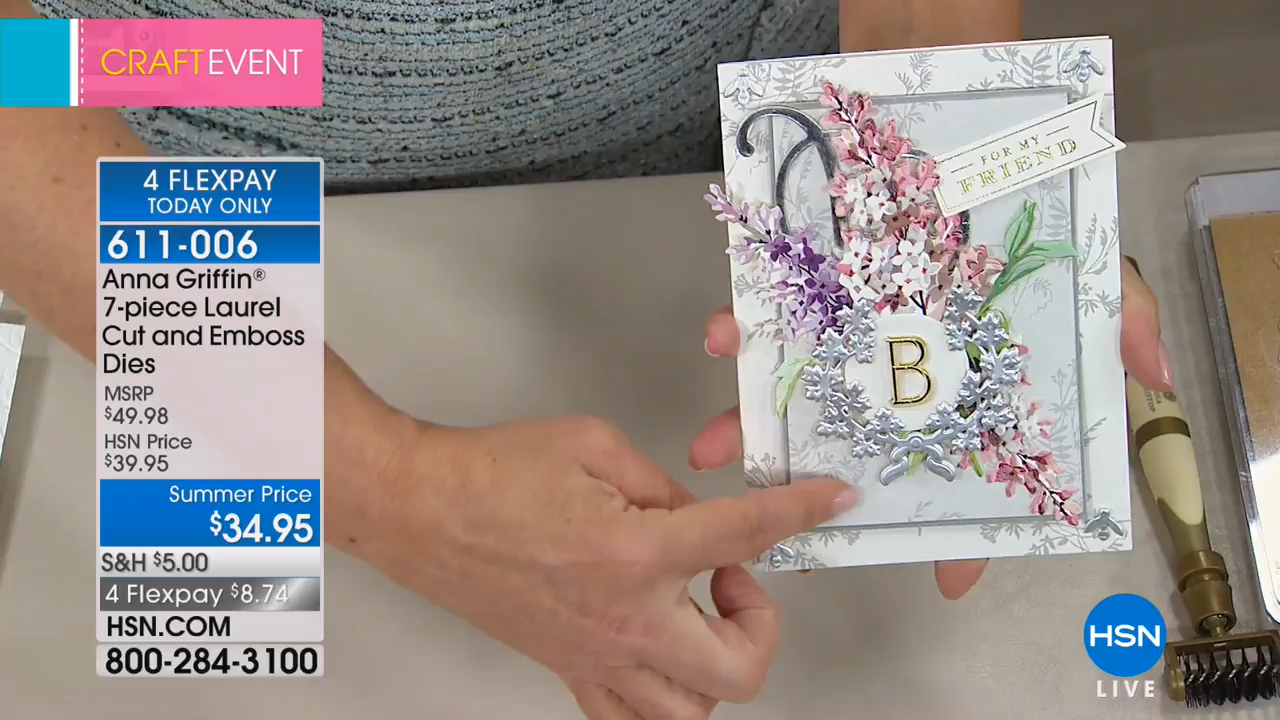 CRAFT EVENT
4 FLEXPAY
TODAY ONLY
611-006
Anna Griffin®
7-piece Laurel
Cut and Emboss
Dies
MSRP
$49.98
HSN Price
$39.95
Summer Price
$34.95
S&H $5.00
4 Flexpay $8.74
HSN.COM
800-284-3100
FOR MY
FRIEND
B
HSN
LIVE